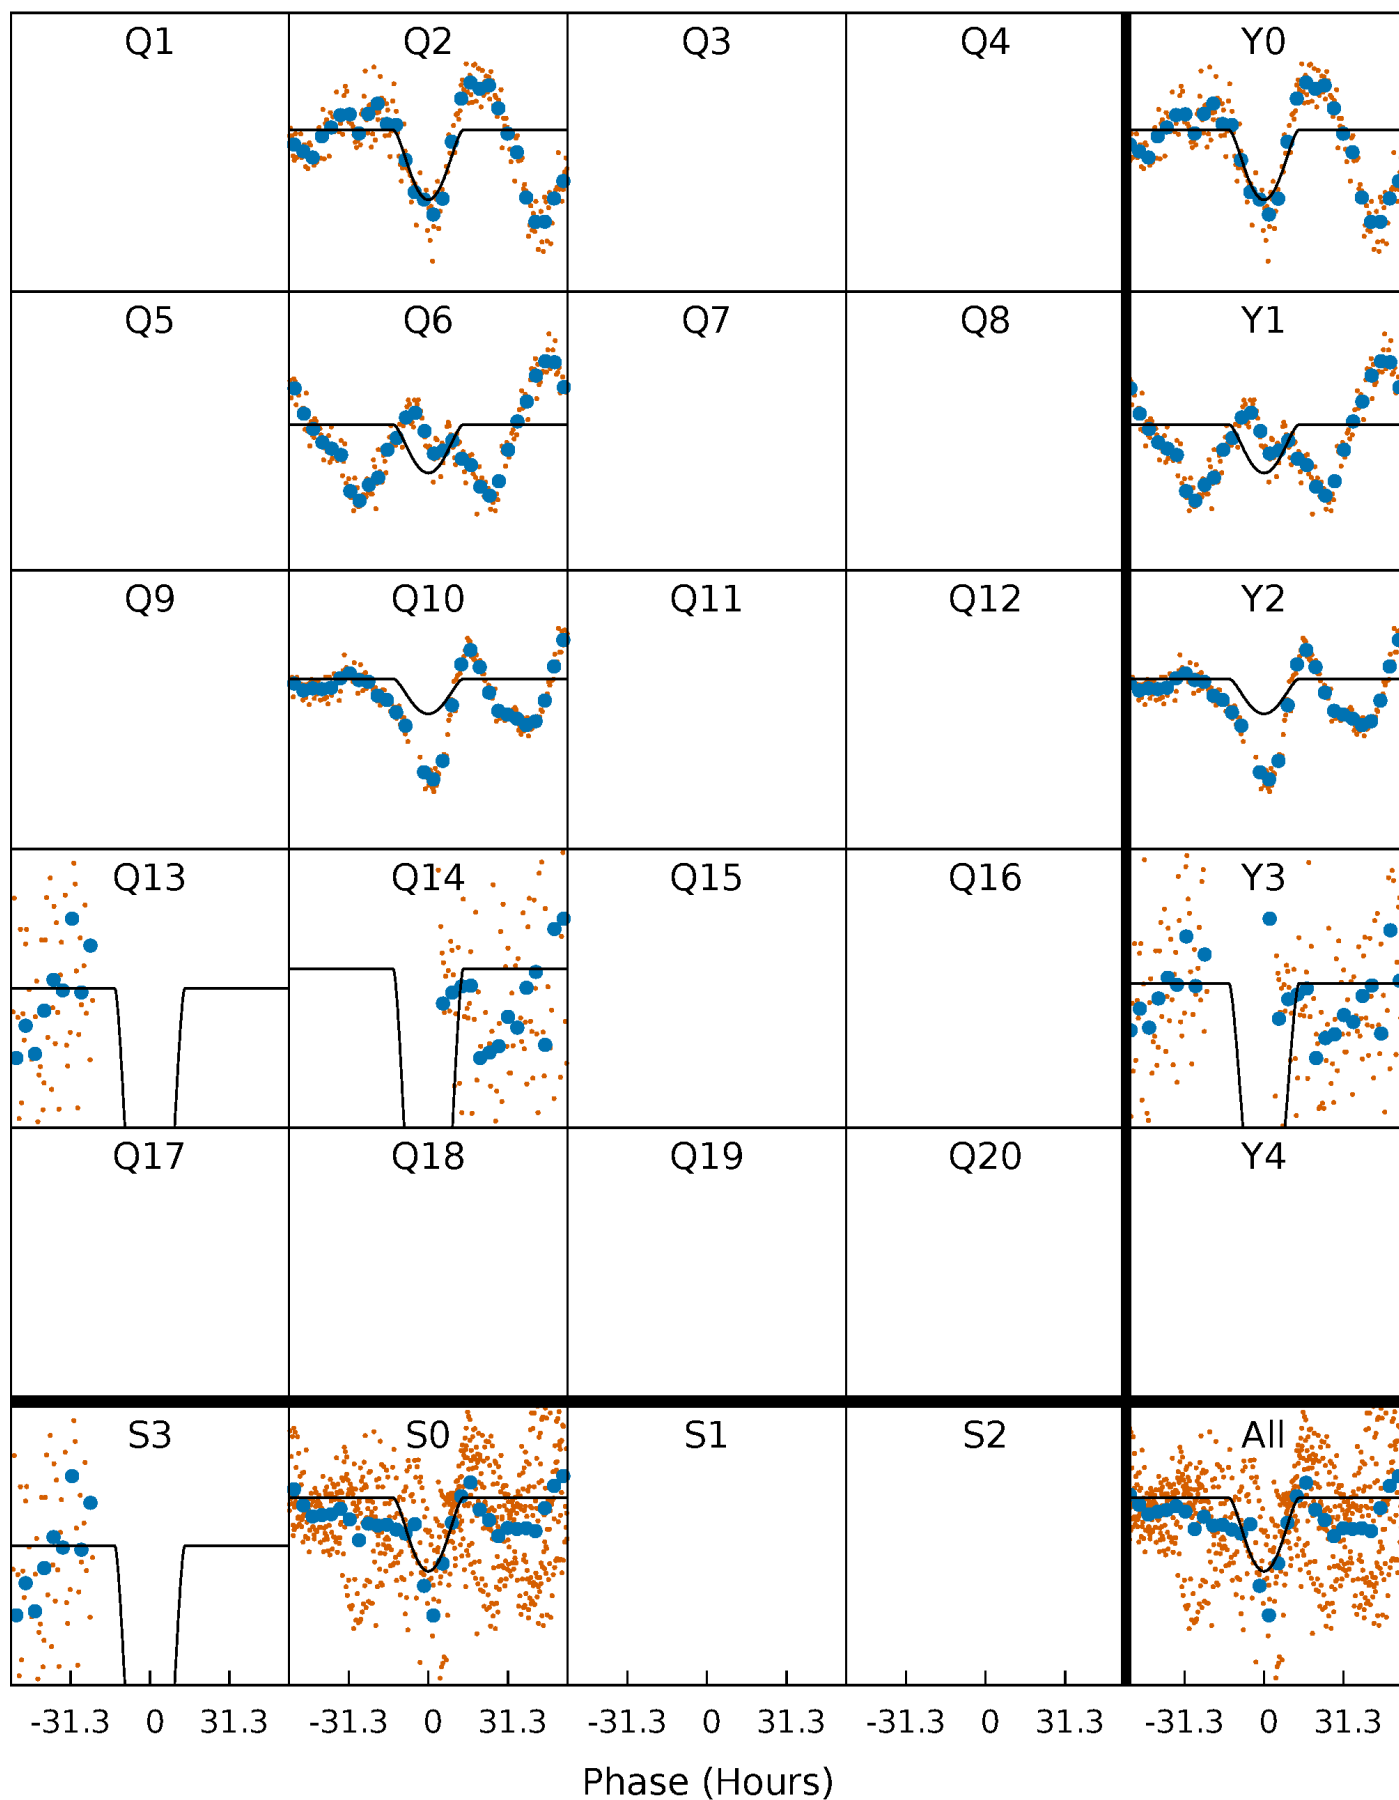 Q1 Q2 Q3 Q4 Y0
Q5 Q6 Q7 Q8 Y1
Q9 Q10 Q11 Q12 Y2
Q13 Q14 Q15 Q16 Y3
Q17 Q18 Q19 Q20 Y4
S3 S0 S1 S2 All
-31.3 0 31.3 -31.3 0 31.3 -31.3 0 31.3 -31.3 0 31.3 -31.3 0 31.3
Phase (Hours)